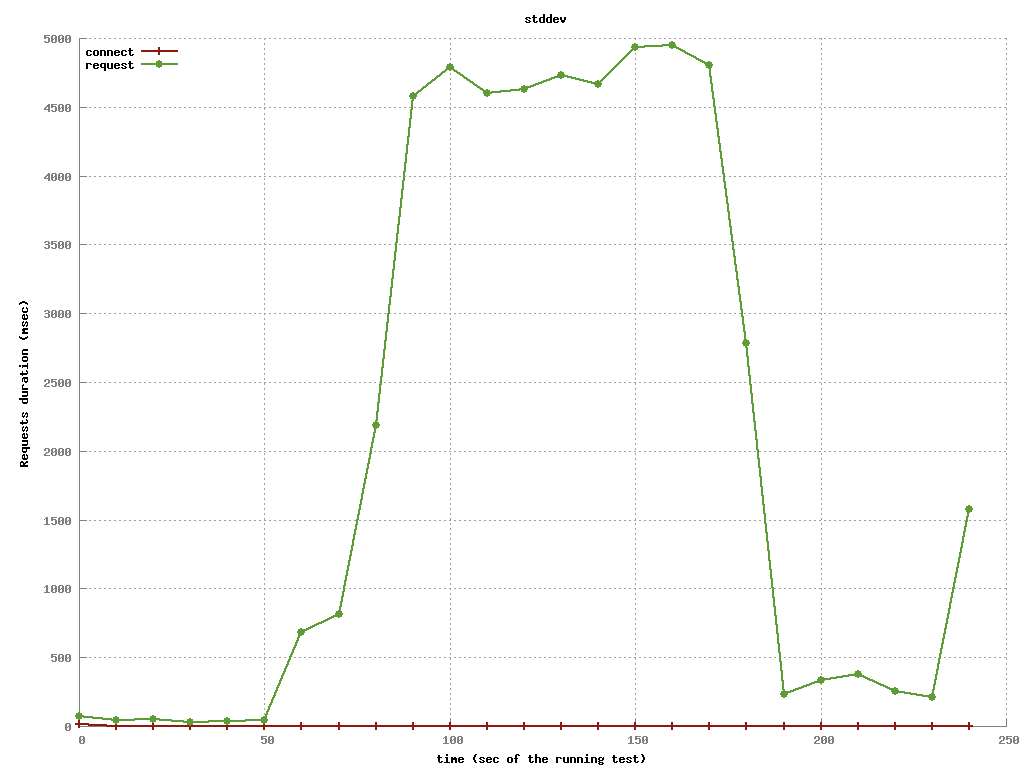 stddev
connect
request
5000
4500
4000
3500
3000
2500
2000
1500
1000
500
0
Requests duration (msec)
0 50 100 150 200 250
time (sec of the running test)